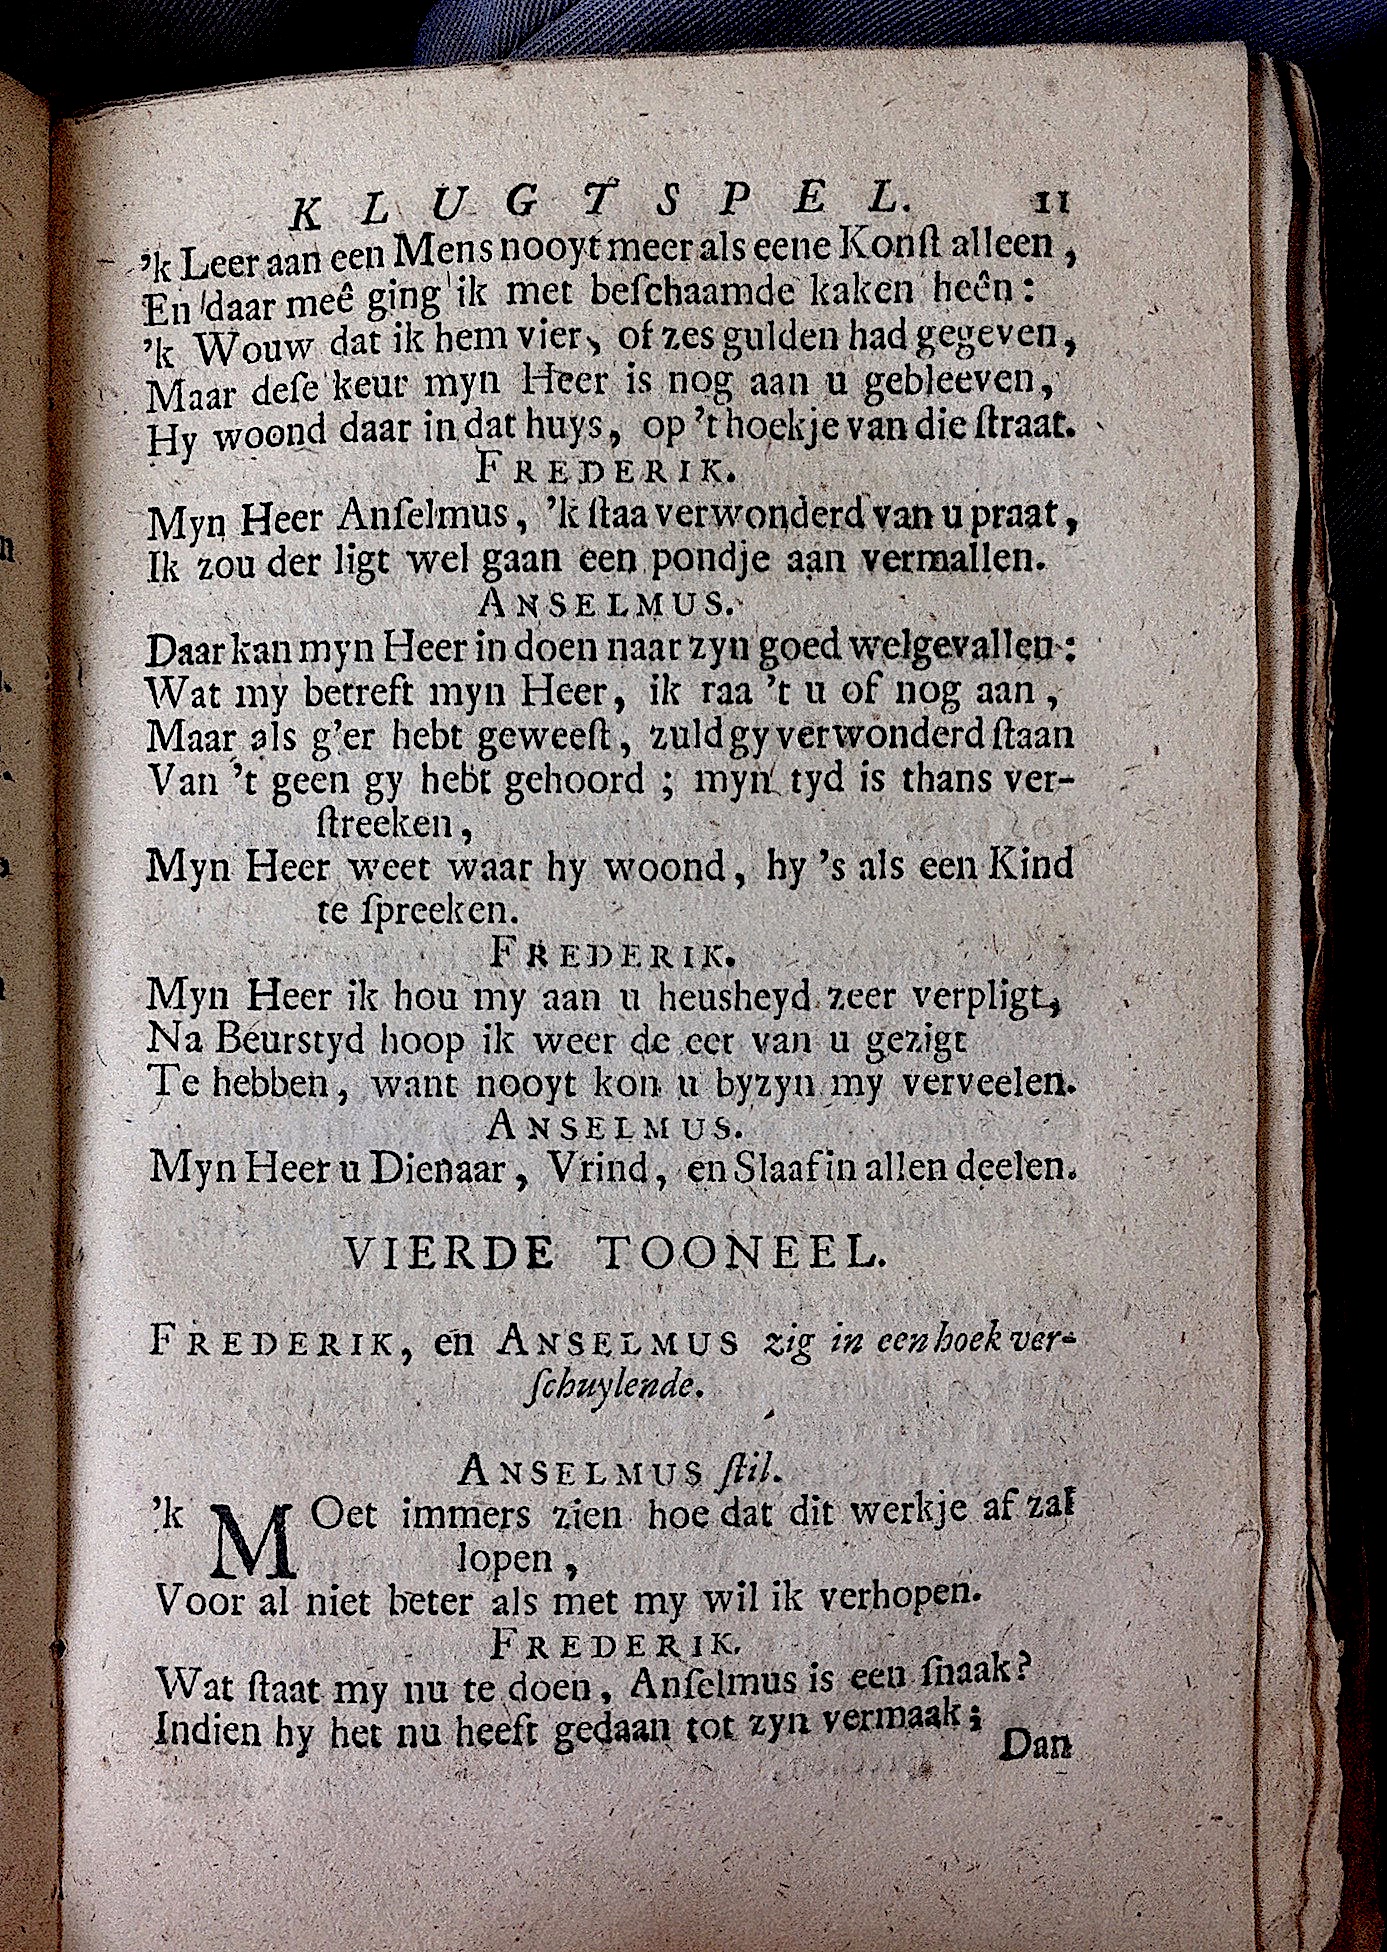 KLUGTSPEL. 11
'k Leer aan een Mens nooyt meer als eene Konſt alleen,
En daar meê ging ik met beſchaamde kaken heên:
'k Wouw dat ik hem vier, of zes gulden had gegeven,
Maar deſe keur myn Heer is nog aan u gebleeven,
Hy woond daar in dat huys, op 't hoekje van die ſtraat.
FREDERIK.
Myn Heer Anſelmus, 'k ſtaa verwonderd van u praat,
Ik zou der ligt wel gaan een pondje aan vermallen.
ANSELMUS.
Daar kan myn Heer in doen naar zyn goed welgevallen:
Wat my betreft myn Heer, ik raa 't u of nog aan,
Maar als g'er hebt geweeſt, zuld gy verwonderd ſtaan
Van 't geen gy hebt gehoord; myn tyd is thans ver-
ſtreeken,
Myn Heer weet waar hy woond, hy 's als een Kind
te ſpreeken.
FREDERIK.
Myn Heer ik hou my aan u heusheyd zeer verpligt,
Na Beurstyd hoop ik weer de eer van u gezigt
Te hebben, want nooyt kon u byzyn my verveelen.
ANSELMUS.
Myn Heer u Dienaar, Vrind, en Slaaf in allen deelen.
VIERDE TOONEEL.
FREDERIK, en ANSELMUS zig in een hoek ver-
ſchuylende.
ANSELMUS ſtil.
'k MOet immers zien hoe dat dit werkje af zal
lopen,
Voor al niet beter als met my wil ik verhopen.
FREDERIK.
Wat ſtaat my nu te doen, Anſelmus is een ſnaak?
Indien hy het nu heeft gedaan tot zyn vermaak;
Dan